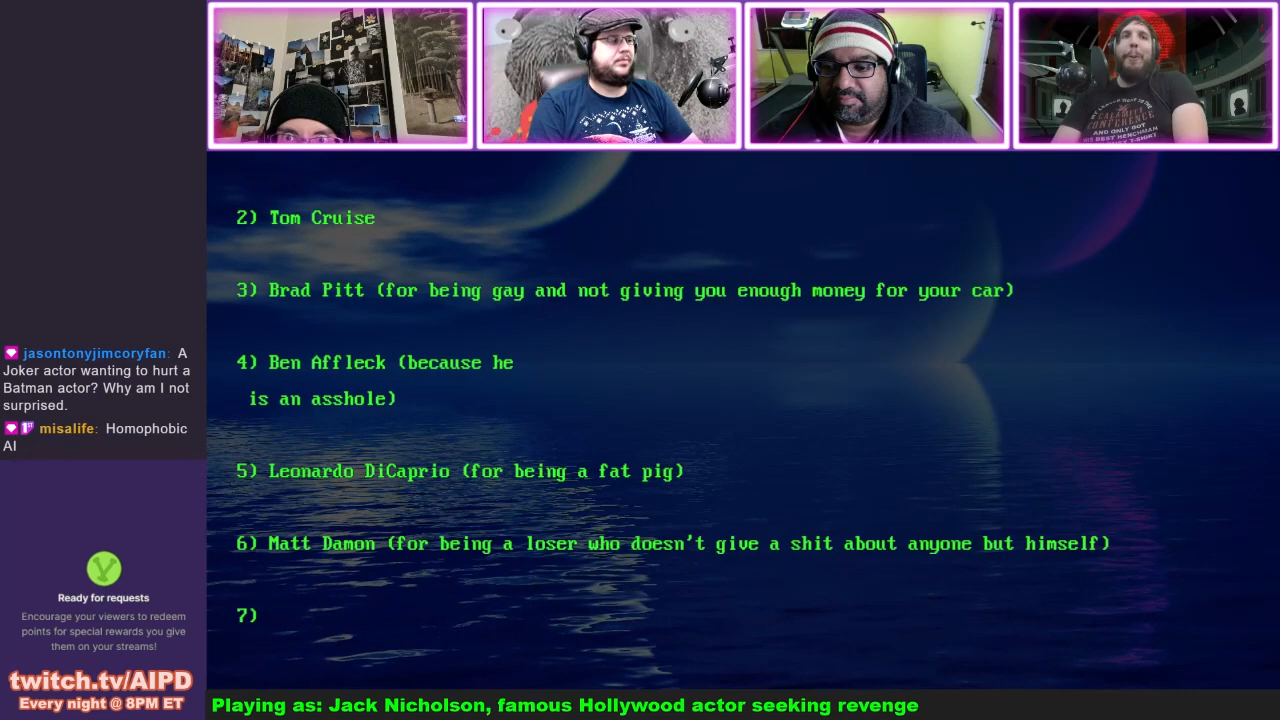 2) Tom Cruise
3) Brad Pitt (for being gay and not giving you enough money for your car)
4) Ben Affleck (because he
is an asshole)
5) Leonardo DiCaprio (for being a fat pig)
6) Matt Damon (for being a loser who doesn't give a shit about anyone but himself)
7)
jasontonyjimcoryfan: A
Joker actor wanting to hurt a
Batman actor? Why am I not
surprised.
misalife: Homophobic
AI
Ready for requests
Encourage your viewers to redeem
points for special rewards you give
them on your streams!
twitch.tv/AIPD
Every night @ 8PM ET
Playing as: Jack Nicholson, famous Hollywood actor seeking revenge
CONFERENCE
AND ONLY GOT